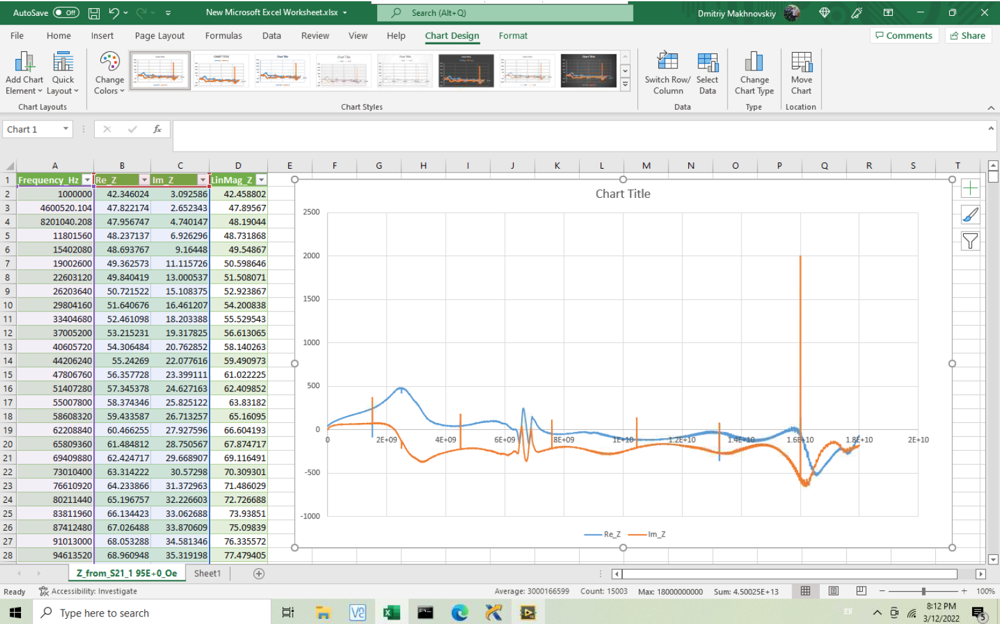 AutoSave Off New Microsoft Excel Worksheet.xlsx Search (Alt+Q) Dmitriy Makhnovskiy
File Home Insert Page Layout Formulas Data Review View Help Chart Design Format Comments Share
Add Chart Element Quick Layout Change Colors Switch Row/ Column Select Data Change Chart Type Move Chart
Chart Layouts Chart Styles Data Type Location
Chart 1 fx
A B C D E F G H I J K L M N O P Q R S T
1 Frequency_Hz Re_Z Im_Z LinMag_Z
2 1000000 42.346024 3.092586 42.458802
3 4600520.104 47.822174 2.652343 47.89567
4 8201040.208 47.956747 4.740147 48.19044
5 11801560 48.237137 6.926296 48.731868
6 15402080 48.693767 9.16448 49.54867
7 19002600 49.362573 11.115726 50.598646
8 22603120 49.840419 13.000537 51.508071
9 26203640 50.721522 15.108375 52.923867
10 29804160 51.640676 16.461207 54.200838
11 33404680 52.461098 18.203388 55.529543
12 37005200 53.215231 19.317825 56.613065
13 40605720 54.306484 20.762852 58.140263
14 44206240 55.24269 22.077616 59.490973
15 47806760 56.357728 23.399111 61.022225
16 51407280 57.345378 24.627163 62.409852
17 55007800 58.374346 25.825122 63.83182
18 58608320 59.433587 26.713257 65.16095
19 62208840 60.466255 27.927596 66.604193
20 65809360 61.484812 28.750567 67.874717
21 69409880 62.424717 29.668907 69.116491
22 73010400 63.314222 30.57298 70.309301
23 76610920 64.233866 31.372963 71.486029
24 80211440 65.196757 32.226603 72.726688
25 83811960 66.134423 33.062688 73.93851
26 87412480 67.026488 33.870609 75.09839
27 91013000 68.053288 34.581346 76.335572
28 94613520 68.960948 35.319198 77.479405
Chart Title
2500
2000
1500
1000
500
0
0 2E+09 4E+09 6E+09 8E+09 1E+10 1.2E+10 1.4E+10 1.6E+10 1.8E+10 2E+10
-500
-1000
Re_Z Im_Z
Z_from_S21_1 95E+0_Oe Sheet1
Ready Accessibility: Investigate Average: 3000166599 Count: 15003 Max: 18000000000 Sum: 4.50025E+13 100%
Type here to search EN 8:12 PM
3/12/2022 5